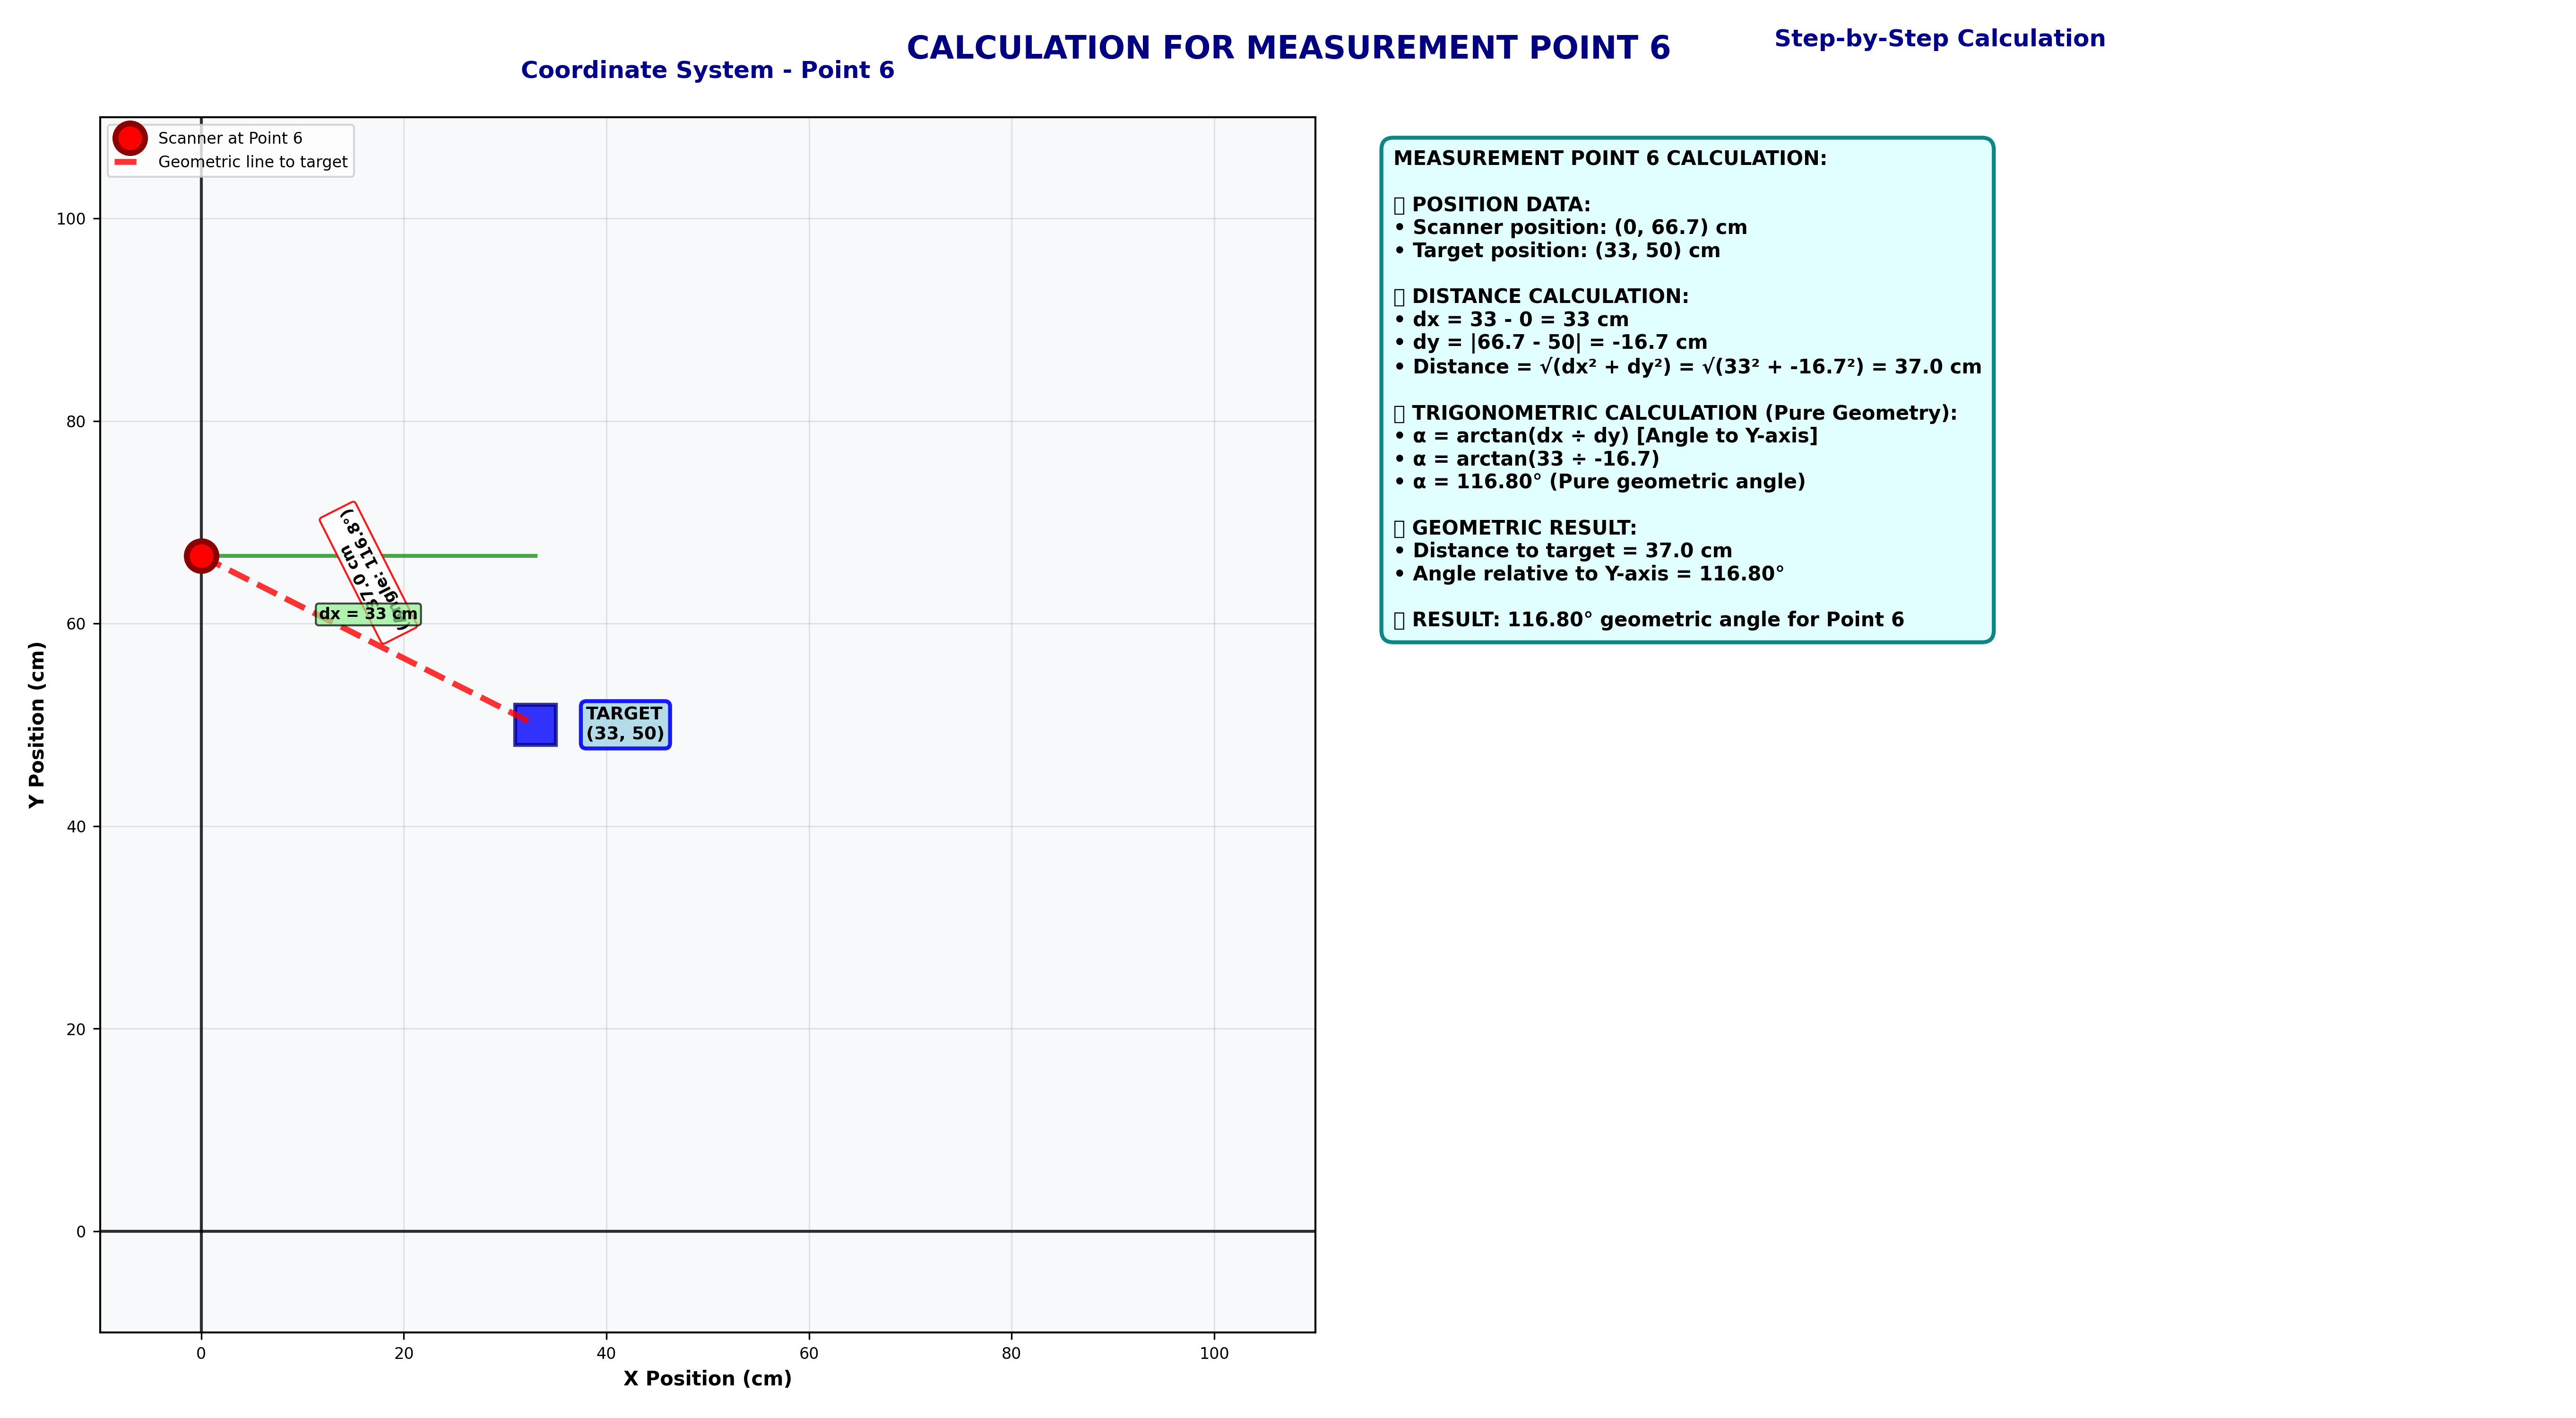 CALCULATION FOR MEASUREMENT POINT 6
Coordinate System - Point 6
Step-by-Step Calculation
Scanner at Point 6
Geometric line to target
100
80
60
40
20
0
Y Position (cm)
0
20
40
60
80
100
X Position (cm)
37.0 cm
ngle: 116.8°)
dx = 33 cm
TARGET
(33, 50)
MEASUREMENT POINT 6 CALCULATION:
POSITION DATA:
• Scanner position: (0, 66.7) cm
• Target position: (33, 50) cm
DISTANCE CALCULATION:
• dx = 33 - 0 = 33 cm
• dy = |66.7 - 50| = -16.7 cm
• Distance = √(dx² + dy²) = √(33² + -16.7²) = 37.0 cm
TRIGONOMETRIC CALCULATION (Pure Geometry):
• α = arctan(dx ÷ dy) [Angle to Y-axis]
• α = arctan(33 ÷ -16.7)
• α = 116.80° (Pure geometric angle)
GEOMETRIC RESULT:
• Distance to target = 37.0 cm
• Angle relative to Y-axis = 116.80°
RESULT: 116.80° geometric angle for Point 6